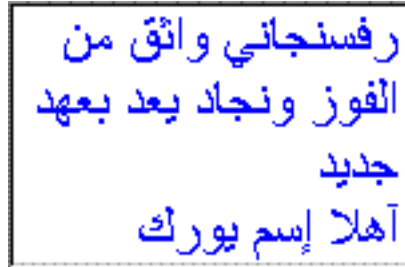 رفسنجاني واثق من
الفوز ونجاد يعد بعهد
جديد
آهلا إسم يورك